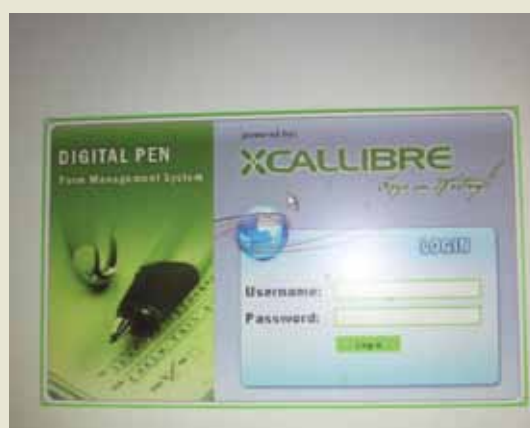 DIGITAL PEN
Form Management System
powered by:
XCALLIBRE
LOGIN
Username:
Password:
Log in